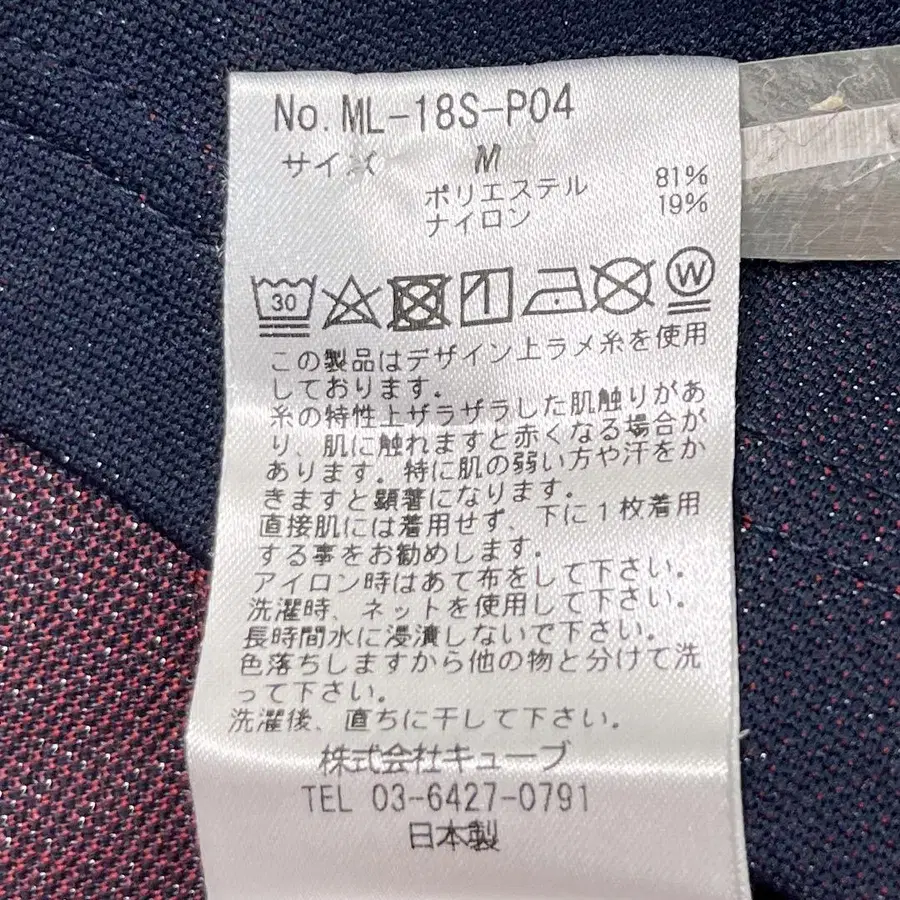 No. ML-18S-P04
サイズ M
ポリエステル 81%
ナイロン 19%
30 W
この製品はデザイン上ラメ糸を使用
しております.
糸の特性上ザラザラした肌触りがあ
り、肌に触れますと赤くなる場合が
あります. 特に肌の弱い方や汗をか
きますと顕著になります.
直接肌には着用せず、下に1枚着用
する事をお勧めします.
アイロン時はあて布をして下さい.
洗濯時、ネットを使用して下さい.
長時間水に浸漬しないで下さい.
色落ちしますから他の物と分けて洗
って下さい.
洗濯後、直ちに干して下さい.
株式会社キューブ
TEL 03-6427-0791
日本製